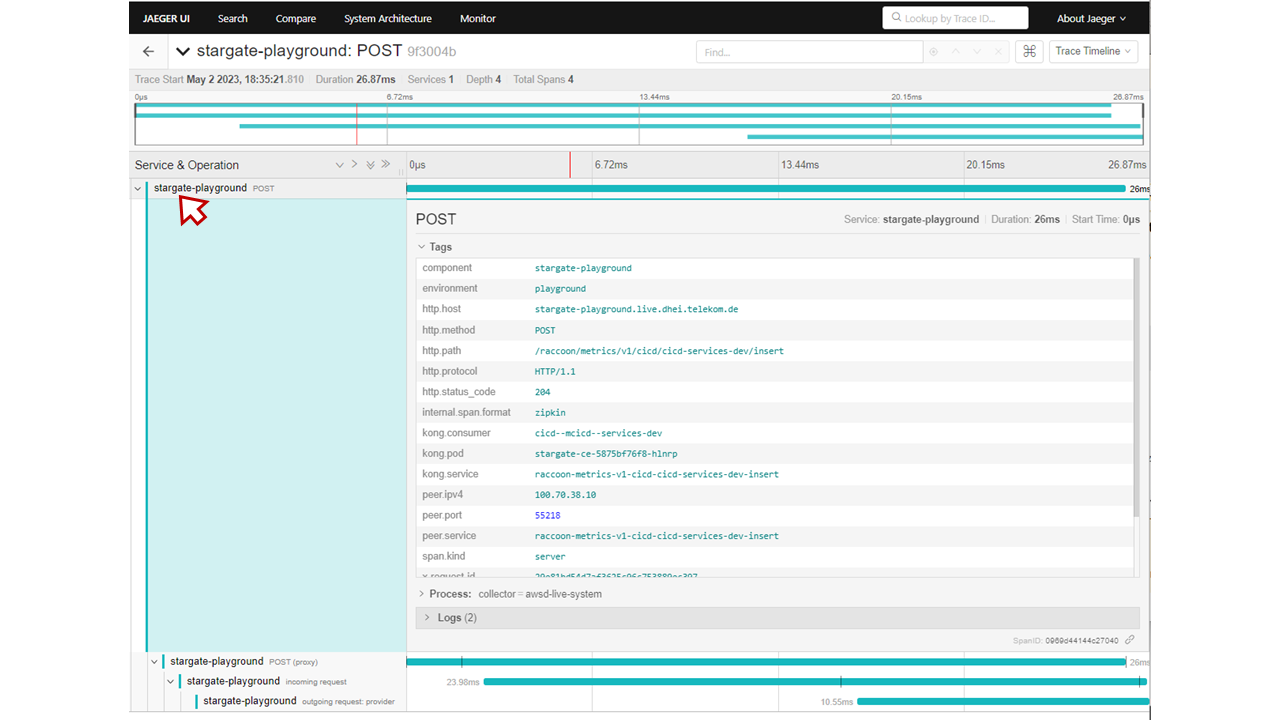 JAEGER UI Search Compare System Architecture Monitor Lookup by Trace ID... About Jaeger
stargate-playground: POST 9f3004b Find... Trace Timeline
Trace Start May 2 2023, 18:35:21.810 Duration 26.87ms Services 1 Depth 4 Total Spans 4
0μs 6.72ms 13.44ms 20.15ms 26.87ms
Service & Operation 0μs 6.72ms 13.44ms 20.15ms 26.87ms
stargate-playground POST 26ms
POST Service: stargate-playground Duration: 26ms Start Time: 0μs
Tags
component stargate-playground
environment playground
http.host stargate-playground.live.dhei.telekom.de
http.method POST
http.path /raccoon/metrics/v1/cicd/cicd-services-dev/insert
http.protocol HTTP/1.1
http.status_code 204
internal.span.format zipkin
kong.consumer cicd--mcicd--services-dev
kong.pod stargate-ce-5875bf76f8-hlnrp
kong.service raccoon-metrics-v1-cicd-cicd-services-dev-insert
peer.ipv4 100.70.38.10
peer.port 55218
peer.service raccoon-metrics-v1-cicd-cicd-services-dev-insert
span.kind server
Process: collector = awsd-live-system
Logs (2)
SpanID: 0969d44144c27040
stargate-playground POST (proxy) 26ms
stargate-playground incoming request 23.98ms
stargate-playground outgoing request: provider 10.55ms